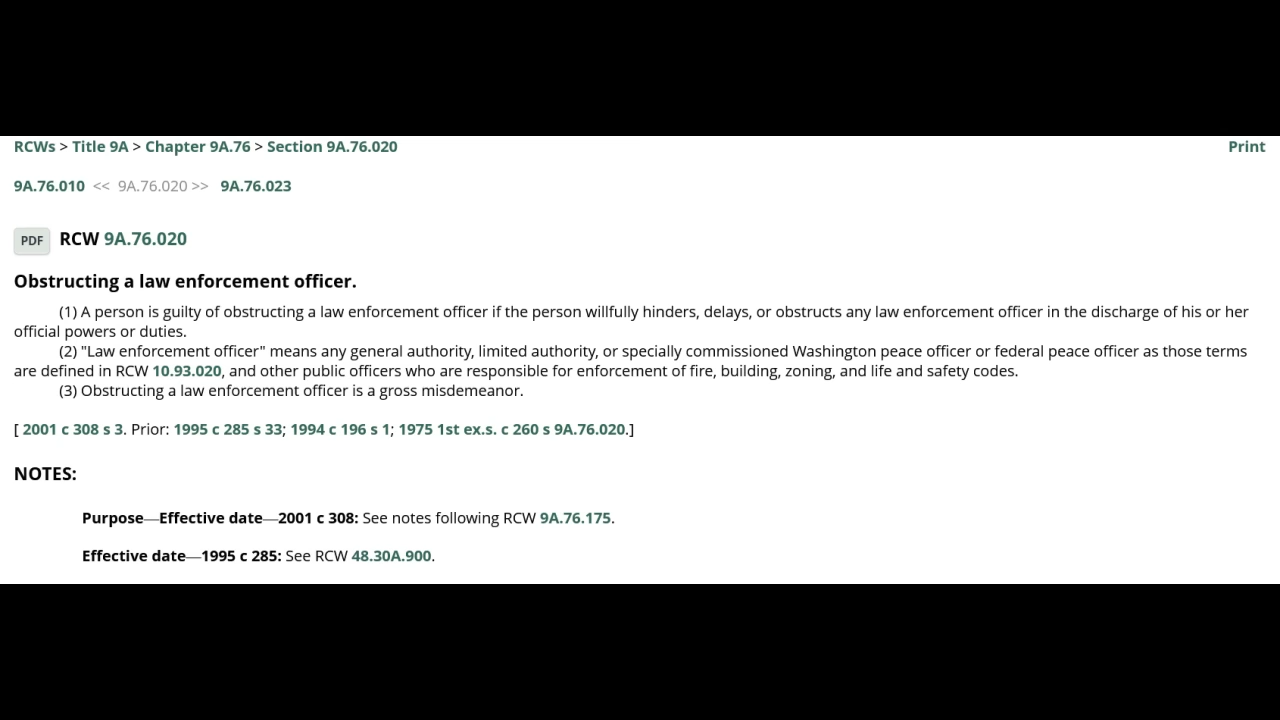 RCWs > Title 9A > Chapter 9A.76 > Section 9A.76.020 Print
9A.76.010 << 9A.76.020 >> 9A.76.023
PDF RCW 9A.76.020
Obstructing a law enforcement officer.
(1) A person is guilty of obstructing a law enforcement officer if the person willfully hinders, delays, or obstructs any law enforcement officer in the discharge of his or her
official powers or duties.
(2) "Law enforcement officer" means any general authority, limited authority, or specially commissioned Washington peace officer or federal peace officer as those terms
are defined in RCW 10.93.020, and other public officers who are responsible for enforcement of fire, building, zoning, and life and safety codes.
(3) Obstructing a law enforcement officer is a gross misdemeanor.
[ 2001 c 308 s 3. Prior: 1995 c 285 s 33; 1994 c 196 s 1; 1975 1st ex.s. c 260 s 9A.76.020.]
NOTES:
Purpose—Effective date—2001 c 308: See notes following RCW 9A.76.175.
Effective date—1995 c 285: See RCW 48.30A.900.